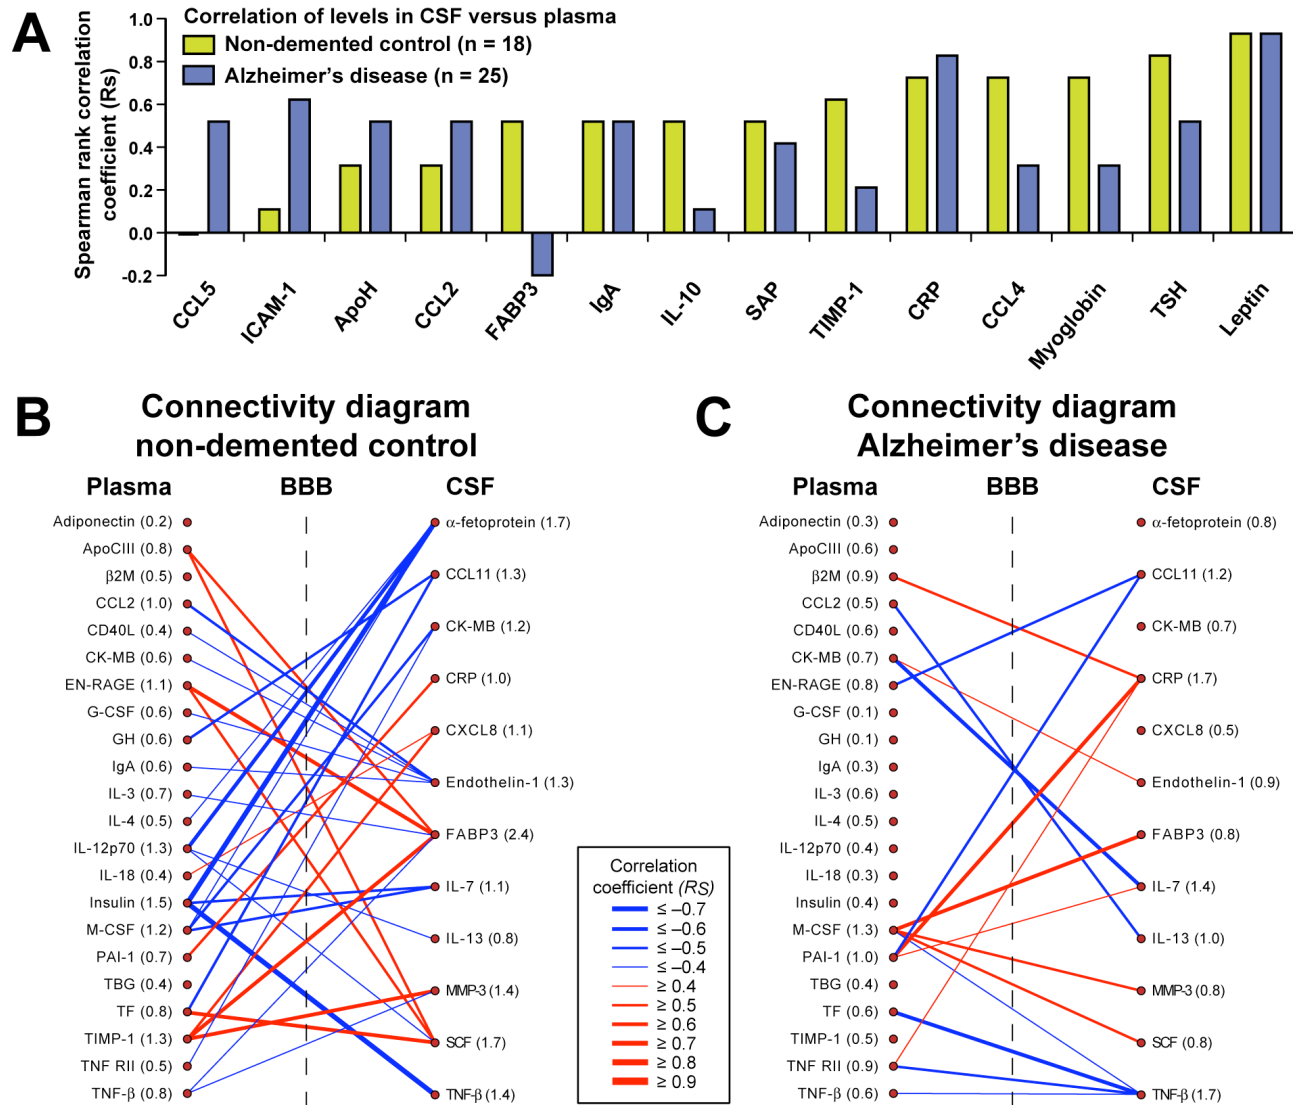 A
Correlation of levels in CSF versus plasma
Non-demented control (n = 18)
Alzheimer's disease (n = 25)
Spearman rank correlation
coefficient (Rs)
1.0
0.8
0.6
0.4
0.2
0.0
-0.2
CCL5
ICAM-1
ApoH
CCL2
FABP3
IgA
IL-10
SAP
TIMP-1
CRP
CCL4
Myoglobin
TSH
Leptin
B
Connectivity diagram
non-demented control
Plasma BBB CSF
Adiponectin (0.2)
ApoCIII (0.8)
β2M (0.5)
CCL2 (1.0)
CD40L (0.4)
CK-MB (0.6)
EN-RAGE (1.1)
G-CSF (0.6)
GH (0.6)
IgA (0.6)
IL-3 (0.7)
IL-4 (0.5)
IL-12p70 (1.3)
IL-18 (0.4)
Insulin (1.5)
M-CSF (1.2)
PAI-1 (0.7)
TBG (0.4)
TF (0.8)
TIMP-1 (1.3)
TNF RII (0.5)
TNF-β (0.8)
α-fetoprotein (1.7)
CCL11 (1.3)
CK-MB (1.2)
CRP (1.0)
CXCL8 (1.1)
Endothelin-1 (1.3)
FABP3 (2.4)
IL-7 (1.1)
IL-13 (0.8)
MMP-3 (1.4)
SCF (1.7)
TNF-β (1.4)
Correlation
coefficient (RS)
≤ –0.7
≤ –0.6
≤ –0.5
≤ –0.4
≥ 0.4
≥ 0.5
≥ 0.6
≥ 0.7
≥ 0.8
≥ 0.9
C
Connectivity diagram
Alzheimer's disease
Plasma BBB CSF
Adiponectin (0.3)
ApoCIII (0.6)
β2M (0.9)
CCL2 (0.5)
CD40L (0.6)
CK-MB (0.7)
EN-RAGE (0.8)
G-CSF (0.1)
GH (0.1)
IgA (0.3)
IL-3 (0.6)
IL-4 (0.5)
IL-12p70 (0.4)
IL-18 (0.3)
Insulin (0.4)
M-CSF (1.3)
PAI-1 (1.0)
TBG (0.4)
TF (0.6)
TIMP-1 (0.5)
TNF RII (0.9)
TNF-β (0.6)
α-fetoprotein (0.8)
CCL11 (1.2)
CK-MB (0.7)
CRP (1.7)
CXCL8 (0.5)
Endothelin-1 (0.9)
FABP3 (0.8)
IL-7 (1.4)
IL-13 (1.0)
MMP-3 (0.8)
SCF (0.8)
TNF-β (1.7)